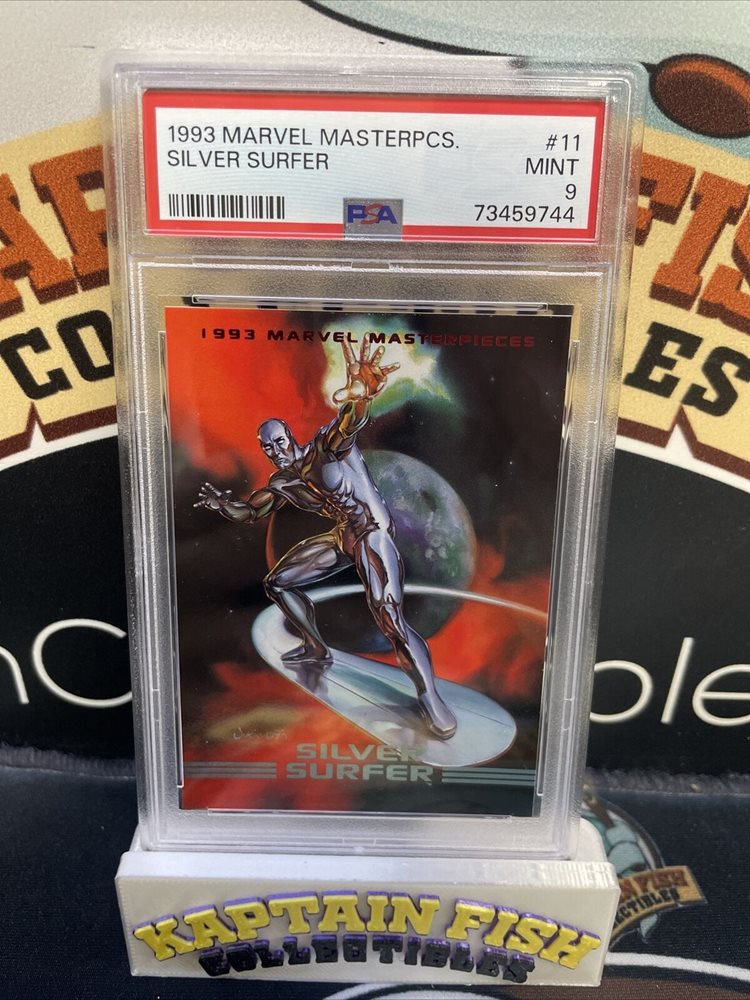 1993 MARVEL MASTERPCS. #11
SILVER SURFER MINT
9
PSA 73459744
1993 MARVEL MASTERPIECES
SILVER
SURFER
KAPTAIN FISH
COLLECTIBLES